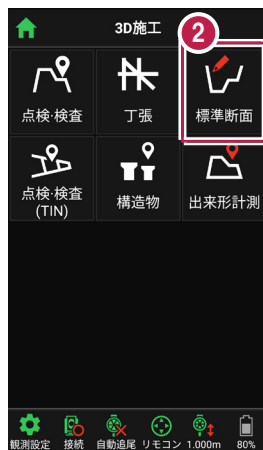 3D施工
2
点検·検査
丁張
標準断面
点検·検査
(TIN)
構造物
出来形計測
観測設定
接続
自動追尾
リモコン
1.000m
80%